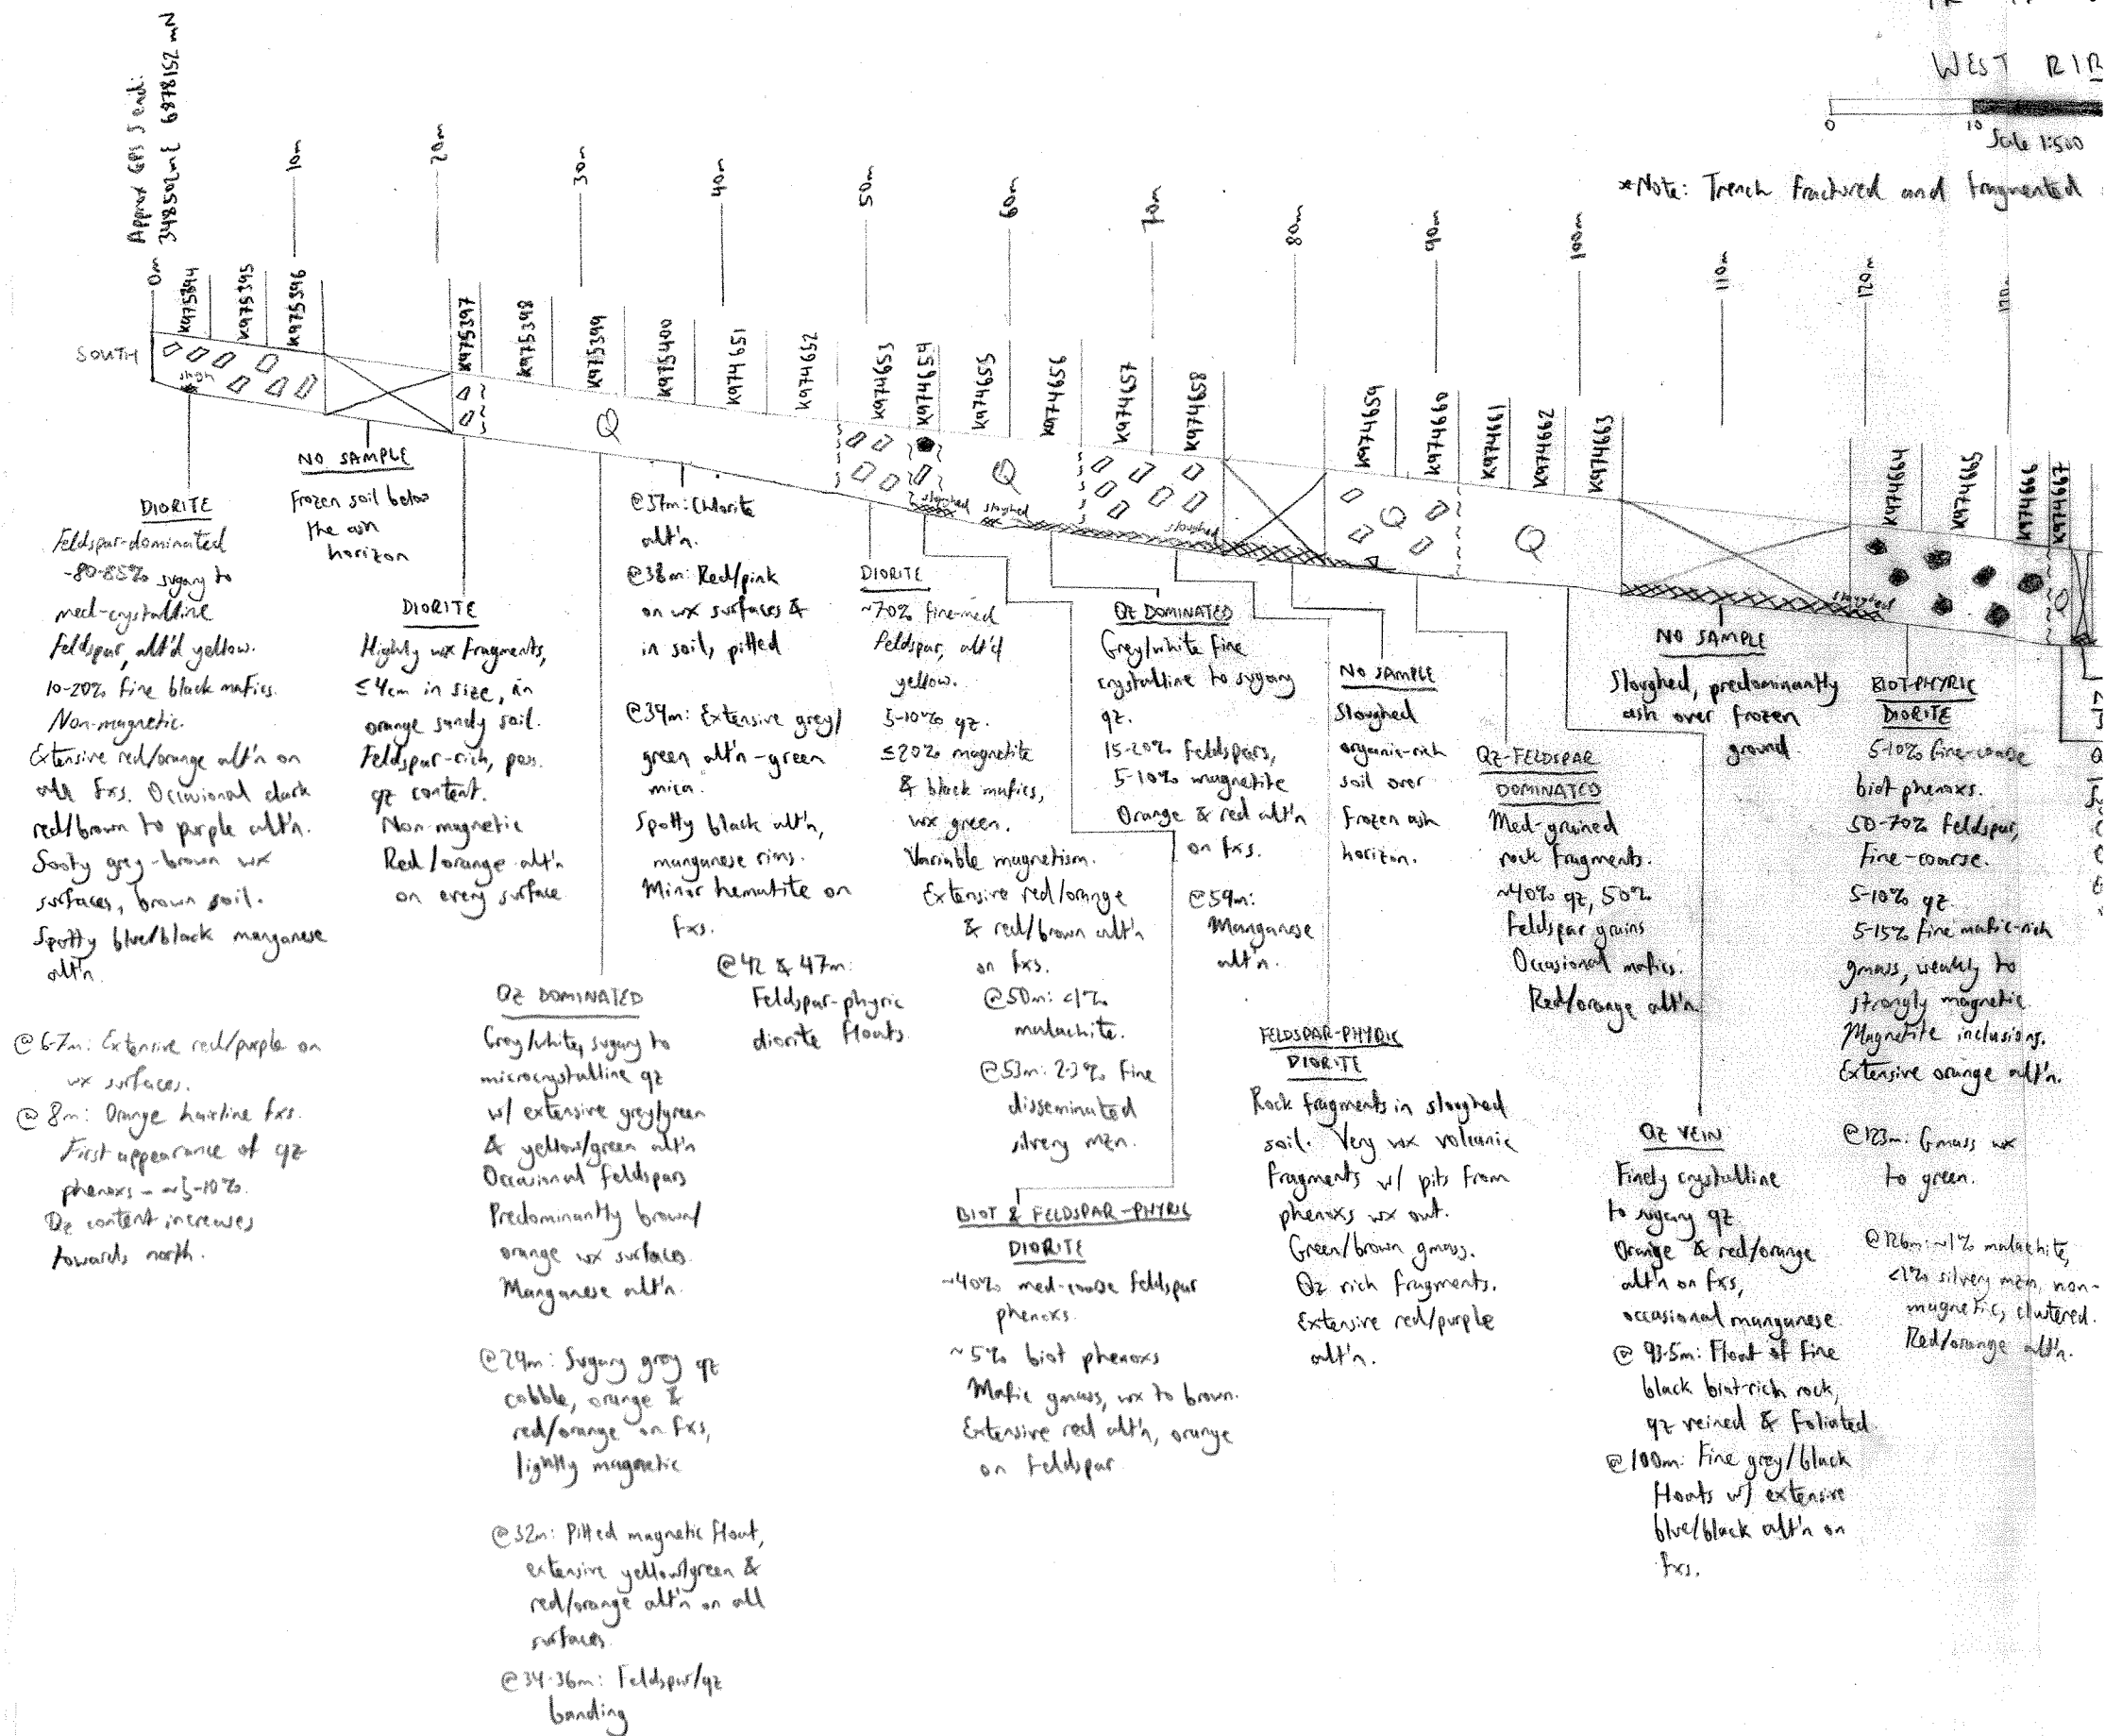 WEST RIB
0
10
Scale 1:500
*Note: Trench fractured and fragmented
Approx GPS S end:
348502mE 6978152 mN
0m
10m
20m
30m
40m
50m
60m
70m
80m
90m
100m
110m
120m
SOUTH
K975394
K975395
K975396
K975397
K975398
K975399
K975400
K974651
K974652
K974653
K974654
K974655
K974656
K974657
K974658
K974659
K974660
K974661
K974662
K974663
K974664
K974665
K974666
K974667
Q
Q
Q
Q
Q
sloughed
sloughed
sloughed
sloughed
DIORITE
Feldspar-dominated
~80-85% sugary to
med-crystalline
feldspar, alt'd yellow.
10-20% fine black mafics.
Non-magnetic.
Extensive red/orange alt'n on
all fxs. Occasional dark
red/brown to purple alt'n.
Sooty grey-brown wx
surfaces, brown soil.
Spotty blue/black manganese
alt'n.
@6-7m: Extensive red/purple on
wx surfaces.
@8m: Orange hairline fxs.
First appearance of qz
phenoxs - ~5-10%.
Qz content increases
towards north.
NO SAMPLE
Frozen soil below
the ash
horizon
DIORITE
Highly wx fragments,
≤4cm in size, in
orange sandy soil.
Feldspar-rich, poss.
qz content.
Non-magnetic
Red/orange alt'n
on every surface
QZ DOMINATED
Grey/white, sugary to
microcrystalline qz
w/ extensive grey/green
& yellow/green alt'n
Occasional feldspars
Predominantly brown/
orange wx surfaces.
Manganese alt'n.
@29m: Sugary grey qz
cobble, orange &
red/orange on fxs,
lightly magnetic
@32m: Pitted magnetic float,
extensive yellow/green &
red/orange alt'n on all
surfaces.
@34-36m: Feldspar/qz
banding
@37m: Chlorite
alt'n.
@38m: Red/pink
on wx surfaces &
in soil, pitted
@39m: Extensive grey/
green alt'n - green
mica.
Spotty black alt'n,
manganese rims.
Minor hematite on
fxs.
@42 & 47m:
Feldspar-phyric
diorite floats.
DIORITE
~70% fine-med
feldspar, alt'd
yellow.
5-10% qz.
≤20% magnetite
& black mafics,
wx green.
Variable magnetism.
Extensive red/orange
& red/brown alt'n
on fxs.
@50m: <1%
malachite.
@53m: 2-3% fine
disseminated
silvery mzn.
BIOT & FELDSPAR-PHYRIC
DIORITE
~40% med-coarse feldspar
phenoxs.
~5% biot phenoxs
Mafic gmass, wx to brown.
Extensive red alt'n, orange
on feldspar
QZ DOMINATED
Grey/white fine
crystalline to sugary
qz.
15-20% feldspars,
5-10% magnetite
Orange & red alt'n
on fxs.
@59m:
Manganese
alt'n.
FELDSPAR-PHYRIC
DIORITE
Rock fragments in sloughed
soil. Very wx volcanic
fragments w/ pits from
phenoxs wx out.
Green/brown gmass.
Qz rich fragments.
Extensive red/purple
alt'n.
NO SAMPLE
Sloughed
organic-rich
soil over
frozen ash
horizon.
QZ-FELDSPAR
DOMINATED
Med-grained
rock fragments.
~40% qz, 50%
feldspar grains
Occasional mafics.
Red/orange alt'n
QZ VEIN
Finely crystalline
to sugary qz
Orange & red/orange
alt'n on fxs,
occasional manganese.
@ 93.5m: Float of fine
black biot-rich rock,
qz veined & foliated.
@100m: Fine grey/black
floats w/ extensive
blue/black alt'n on
fxs.
NO SAMPLE
Sloughed, predominantly
ash over frozen
ground.
BIOT-PHYRIC
DIORITE
5-10% fine-coarse
biot phenoxs.
50-70% feldspar,
fine-coarse.
5-10% qz
5-15% fine mafic-rich
gmass, weakly to
strongly magnetic
Magnetite inclusions.
Extensive orange alt'n.
@123m: Gmass wx
to green.
@126m: ~1% malachite,
<1% silvery mzn, non-
magnetic, clustered.
Red/orange alt'n.